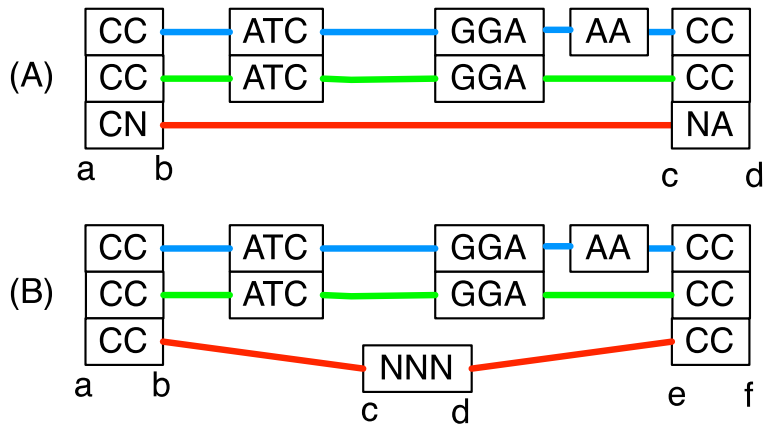 CC ATC GGA AA CC
(A) CC ATC GGA CC
CN NA
a b c d
CC ATC GGA AA CC
(B) CC ATC GGA CC
CC NNN CC
a b c d e f